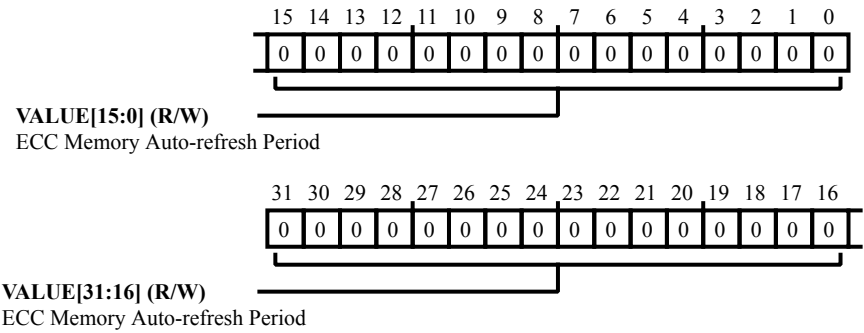 15 14 13 12 11 10 9 8 7 6 5 4 3 2 1 0
0 0 0 0 0 0 0 0 0 0 0 0 0 0 0 0
VALUE[15:0] (R/W)
ECC Memory Auto-refresh Period
31 30 29 28 27 26 25 24 23 22 21 20 19 18 17 16
0 0 0 0 0 0 0 0 0 0 0 0 0 0 0 0
VALUE[31:16] (R/W)
ECC Memory Auto-refresh Period